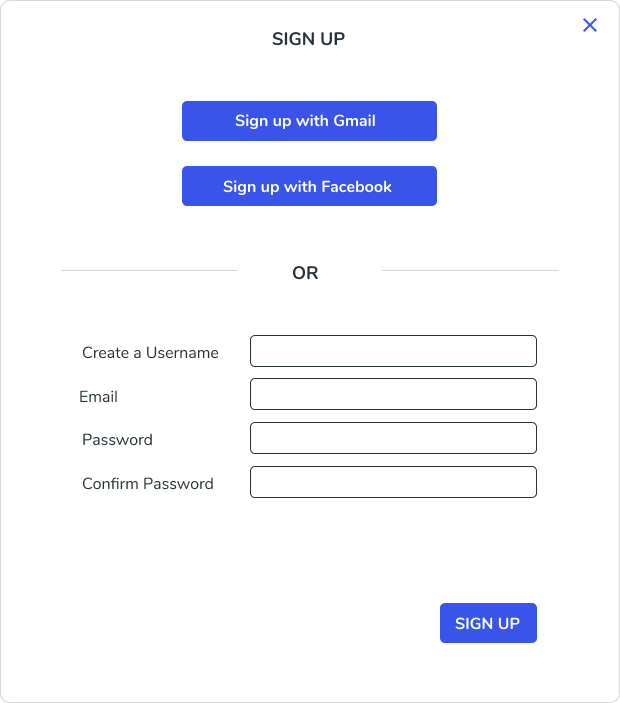 SIGN UP
Sign up with Gmail
Sign up with Facebook
OR
Create a Username
Email
Password
Confirm Password
SIGN UP